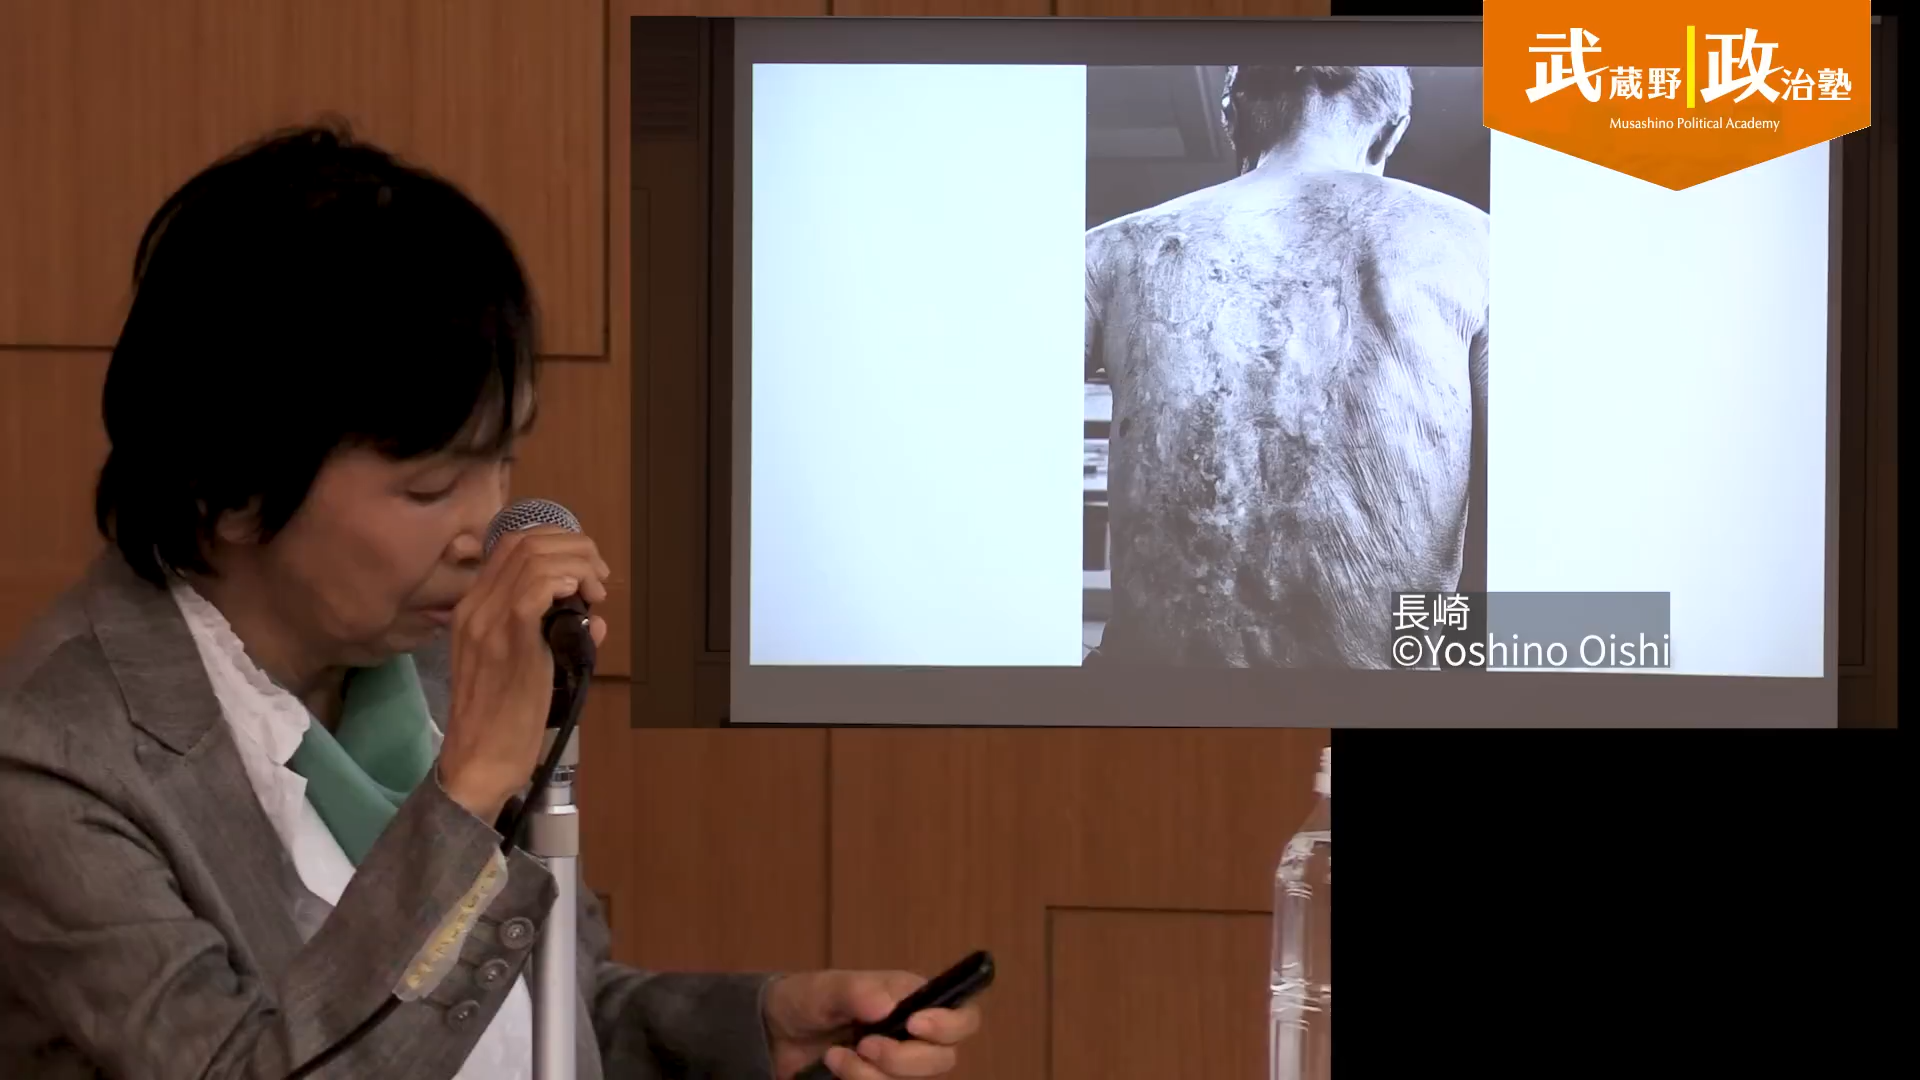 武蔵野政治塾
Musashino Political Academy
長崎
©Yoshino Oishi